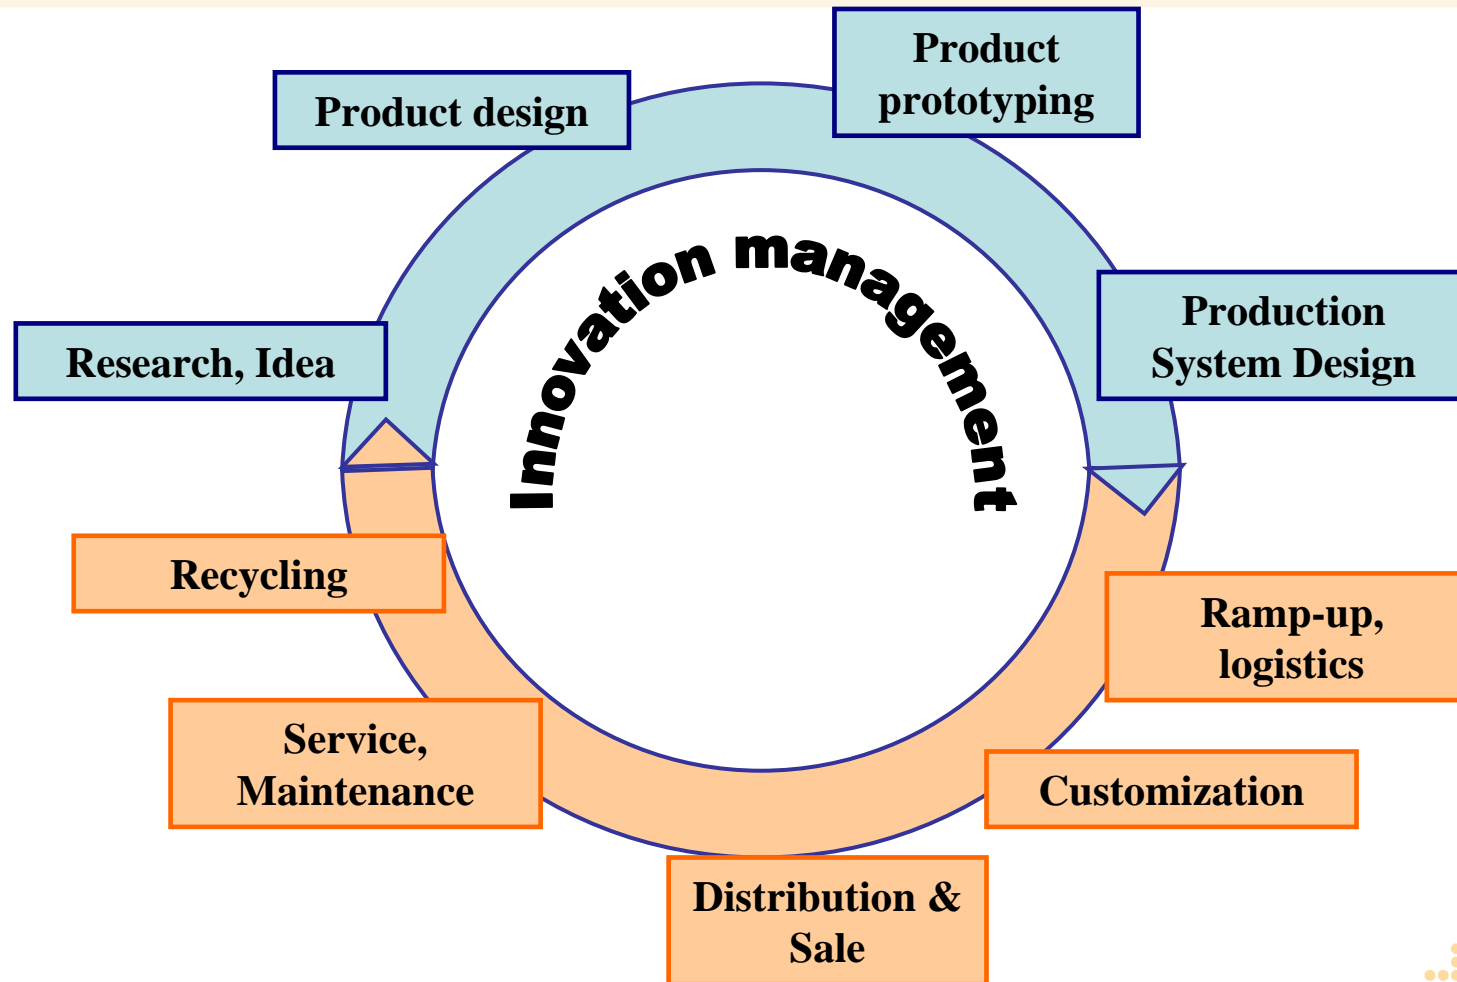 Product
prototyping
Product design
Innovation management
Production
System Design
Research, Idea
Recycling
Ramp-up,
logistics
Service,
Maintenance
Customization
Distribution &
Sale